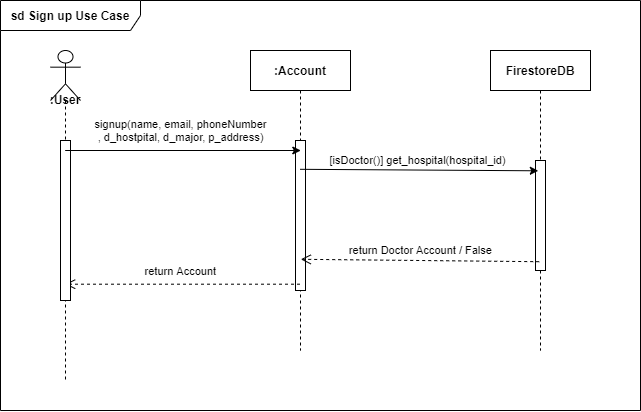 sd Sign up Use Case
:User
:Account
FirestoreDB
signup(name, email, phoneNumber
, d_hostpital, d_major, p_address)
[isDoctor()] get_hospital(hospital_id)
return Doctor Account / False
return Account